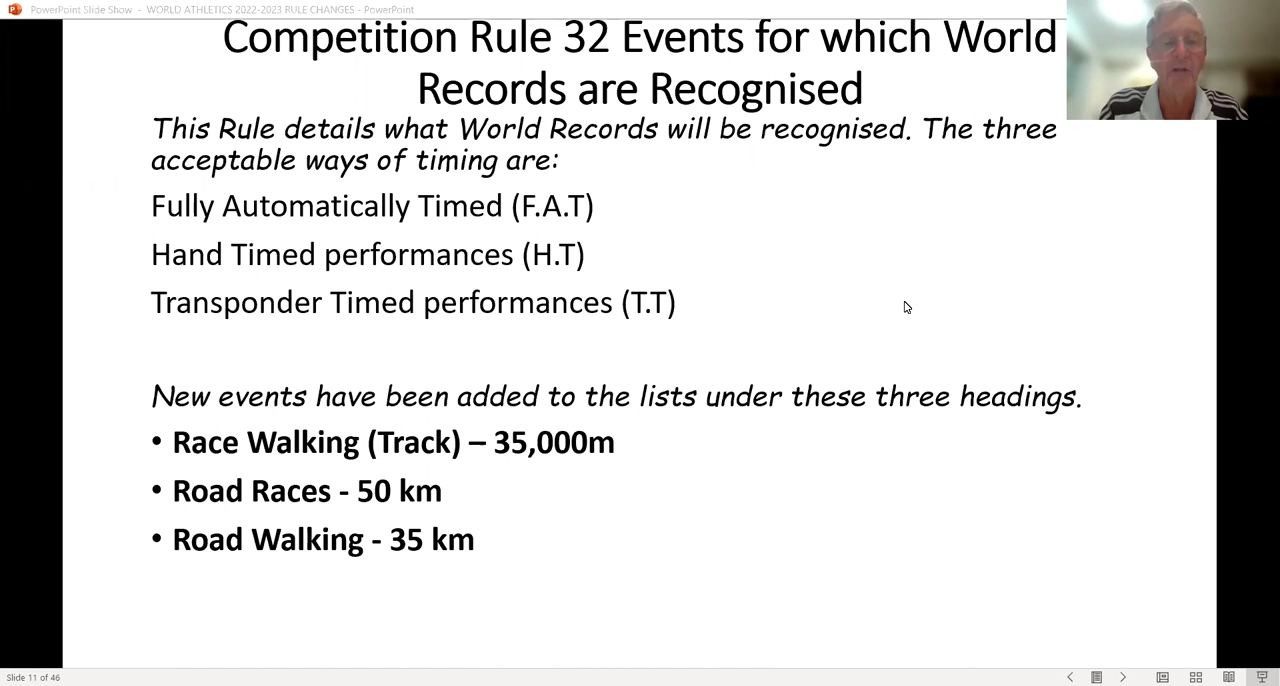 PowerPoint Slide Show - WORLD ATHLETICS 2022-2023 RULE CHANGES - PowerPoint
Competition Rule 32 Events for which World
Records are Recognised
This Rule details what World Records will be recognised. The three
acceptable ways of timing are:
Fully Automatically Timed (F.A.T)
Hand Timed performances (H.T)
Transponder Timed performances (T.T)
New events have been added to the lists under these three headings.
• Race Walking (Track) – 35,000m
• Road Races - 50 km
• Road Walking - 35 km
Slide 11 of 46